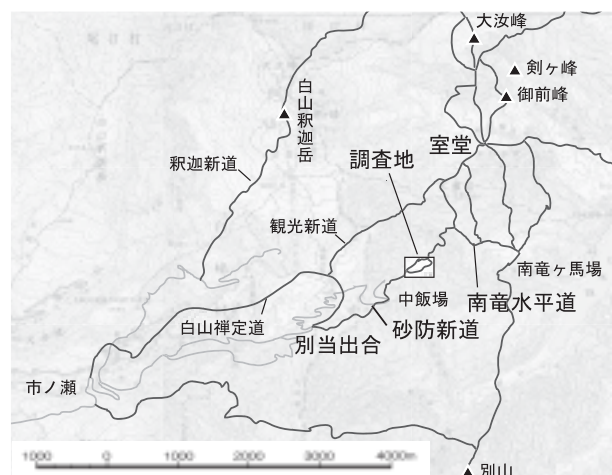 大汝峰
剣ヶ峰
御前峰
白山釈迦岳
室堂
調査地
釈迦新道
観光新道
南竜ヶ馬場
中飯場
南竜水平道
白山禅定道
砂防新道
別当出合
市ノ瀬
1000 0 1000 2000 3000 4000m
別山